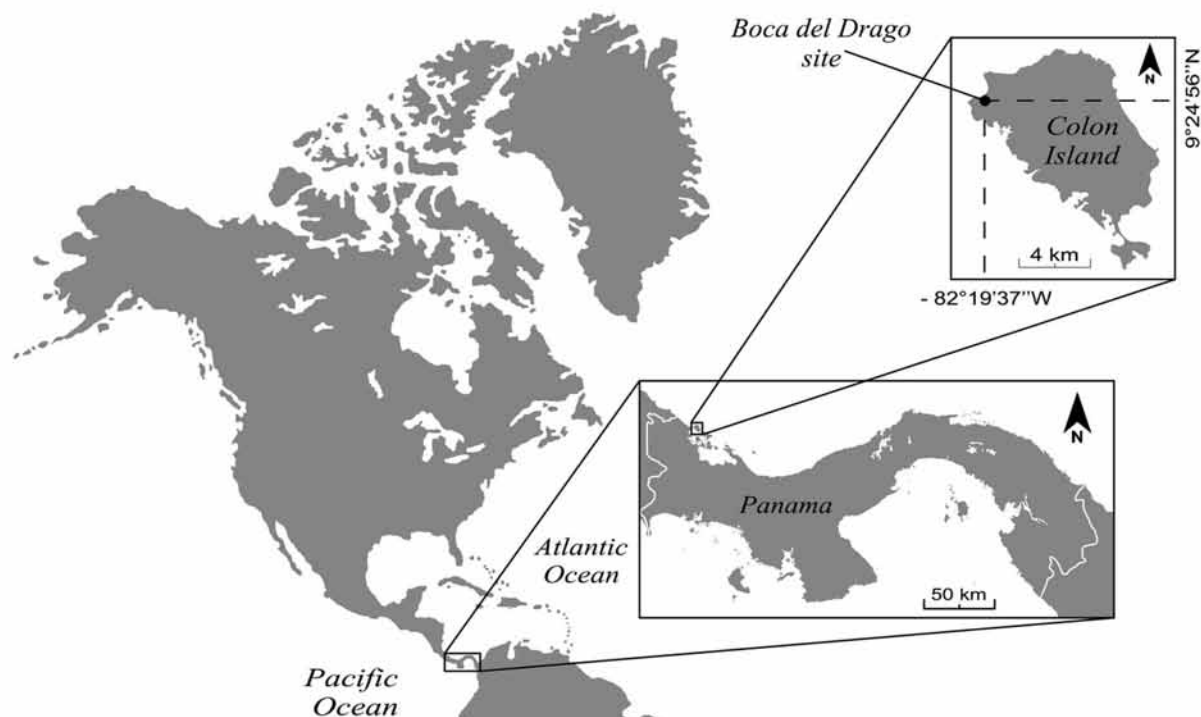 Boca del Drago
site
N
Colon
Island
9°24'56''N
4 km
- 82°19'37''W
N
Panama
Atlantic
Ocean
50 km
Pacific
Ocean